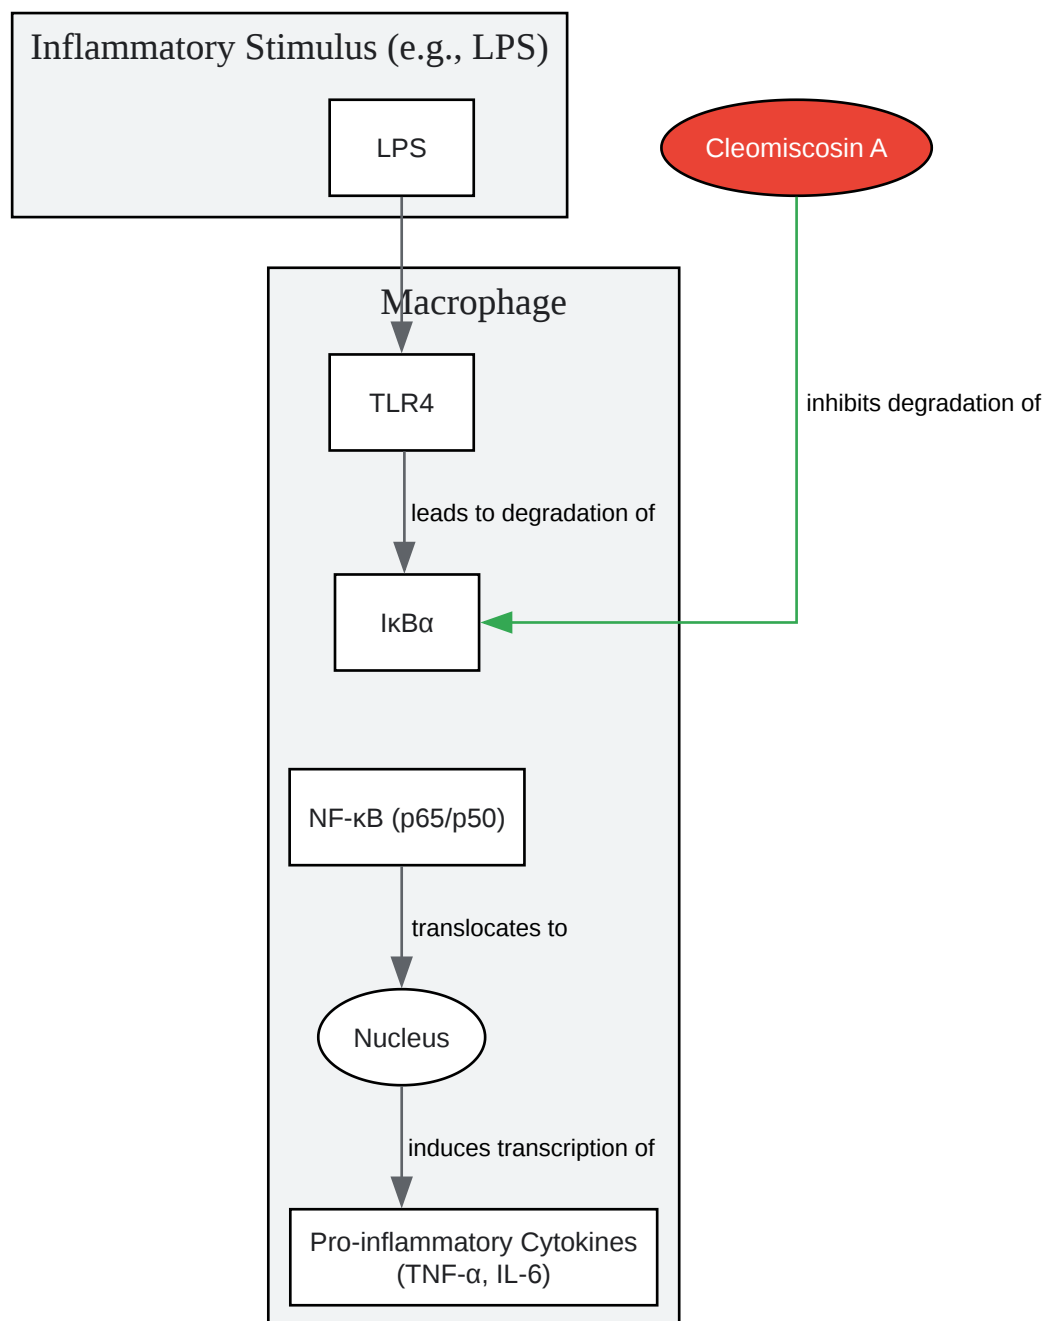 Inflammatory Stimulus (e.g., LPS)
LPS
Cleomiscosin A
Macrophage
TLR4
inhibits degradation of
leads to degradation of
IκBα
NF-κB (p65/p50)
translocates to
Nucleus
induces transcription of
Pro-inflammatory Cytokines
(TNF-α, IL-6)